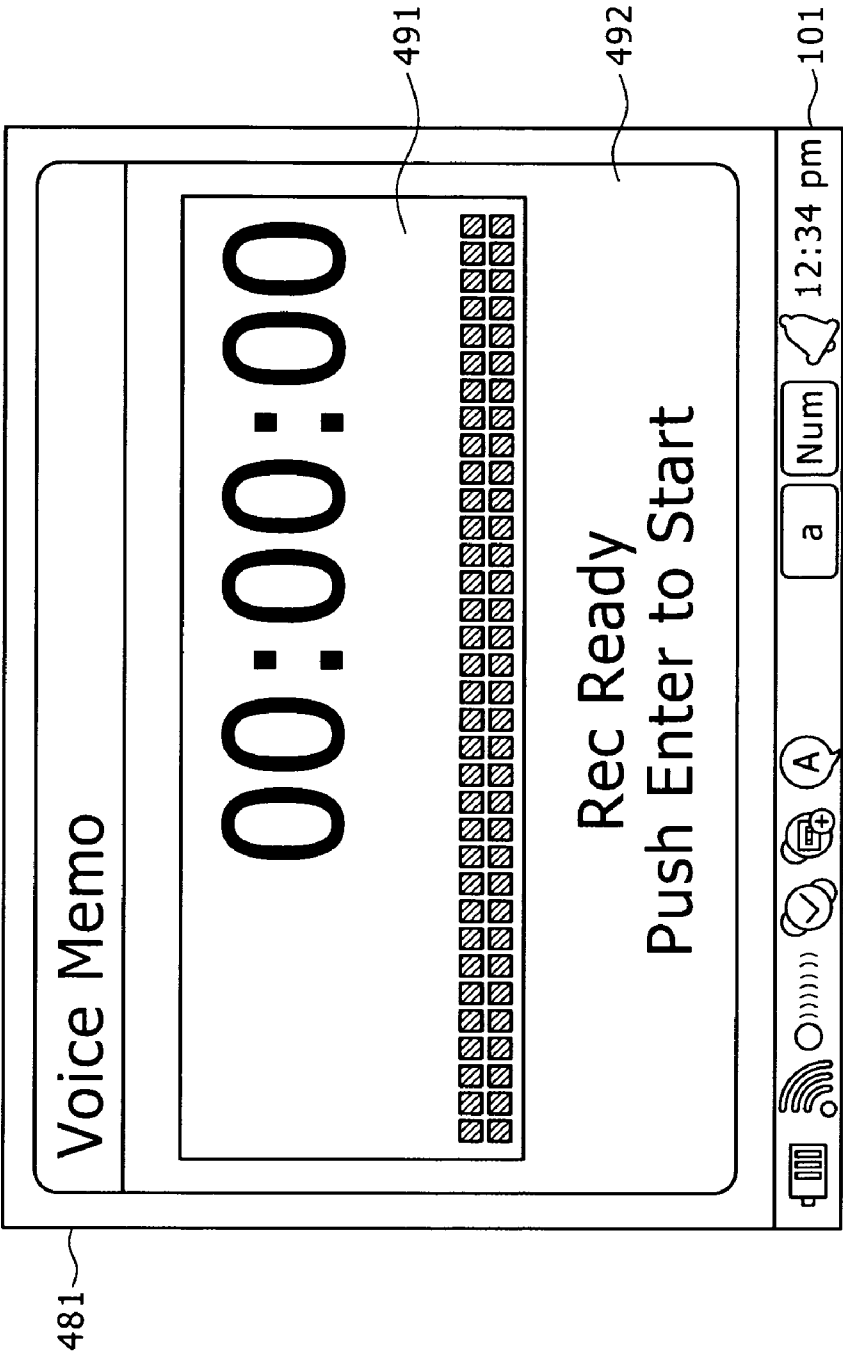 Voice Memo
00:00:00
Rec Ready
Push Enter to Start
A
a
Num
12:34 pm
481
491
492
101